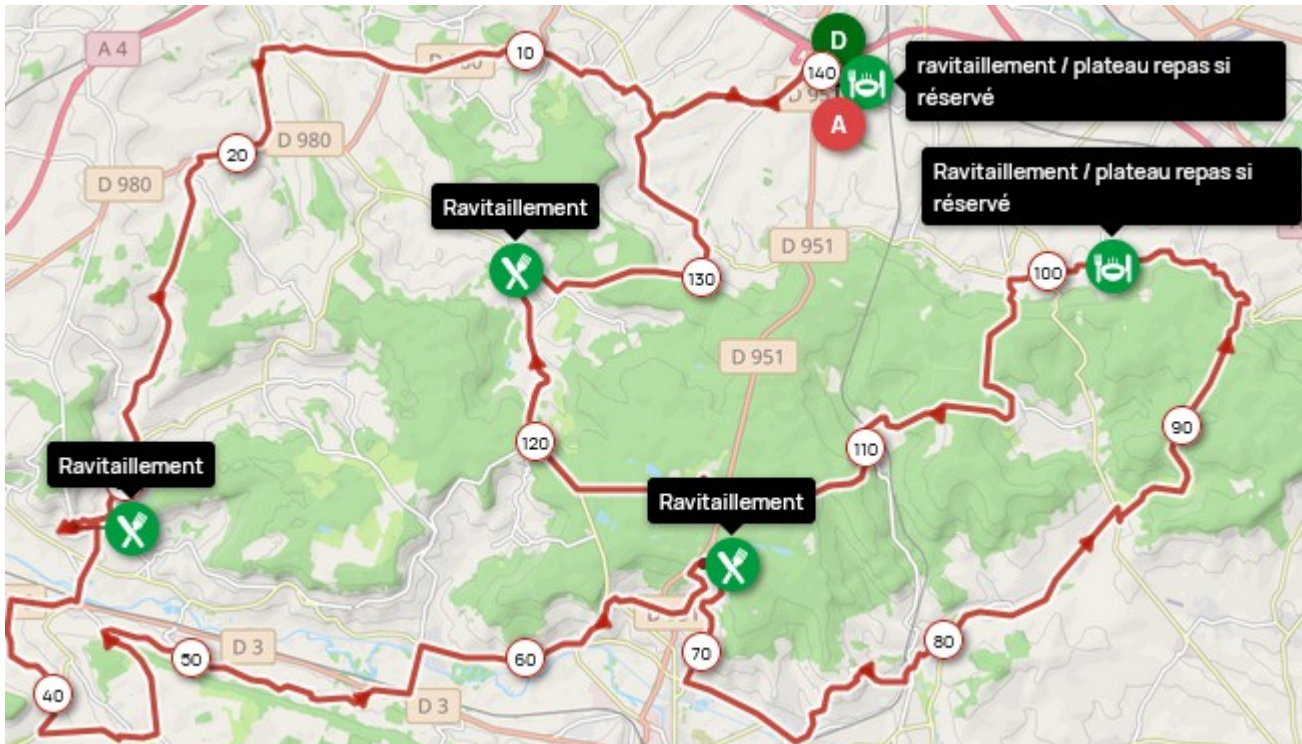 A 4
10
D
140
ravitaillement / plateau repas si
réservé
A
20
D 980
D 980
Ravitaillement / plateau repas si
réservé
Ravitaillement
D 951
130
100
D 951
120
110
90
Ravitaillement
Ravitaillement
D 3
50
60
70
80
40
D 3